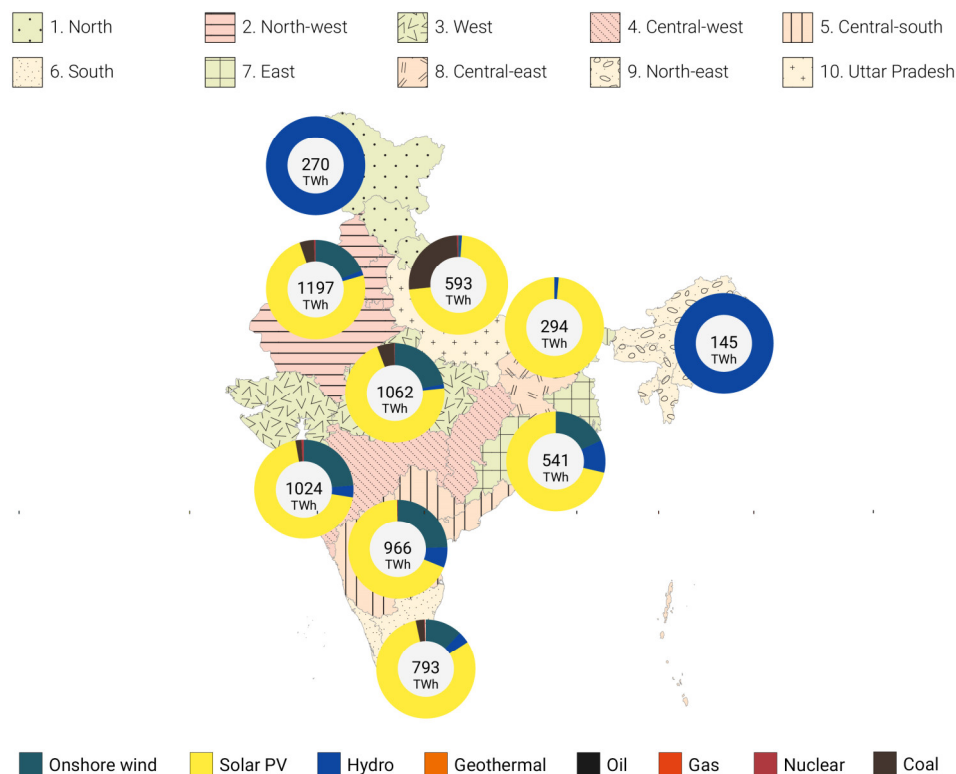 1. North 2. North-west 3. West 4. Central-west 5. Central-south
6. South 7. East 8. Central-east 9. North-east 10. Uttar Pradesh
270
TWh
1197
TWh
593
TWh
294
TWh
145
TWh
1062
TWh
541
TWh
1024
TWh
966
TWh
793
TWh
Onshore wind Solar PV Hydro Geothermal Oil Gas Nuclear Coal